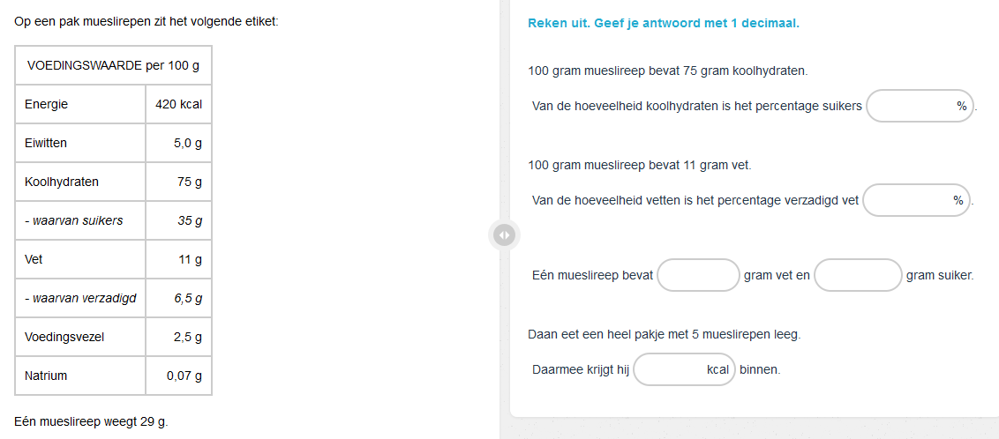 Op een pak mueslirepen zit het volgende etiket:
VOEDINGSWAARDE per 100 g
Energie 420 kcal
Eiwitten 5,0 g
Koolhydraten 75 g
- waarvan suikers 35 g
Vet 11 g
- waarvan verzadigd 6,5 g
Voedingsvezel 2,5 g
Natrium 0,07 g
Eén mueslireep weegt 29 g.
Reken uit. Geef je antwoord met 1 decimaal.
100 gram mueslireep bevat 75 gram koolhydraten.
Van de hoeveelheid koolhydraten is het percentage suikers %.
100 gram mueslireep bevat 11 gram vet.
Van de hoeveelheid vetten is het percentage verzadigd vet %.
Eén mueslireep bevat gram vet en gram suiker.
Daan eet een heel pakje met 5 mueslirepen leeg.
Daarmee krijgt hij kcal binnen.